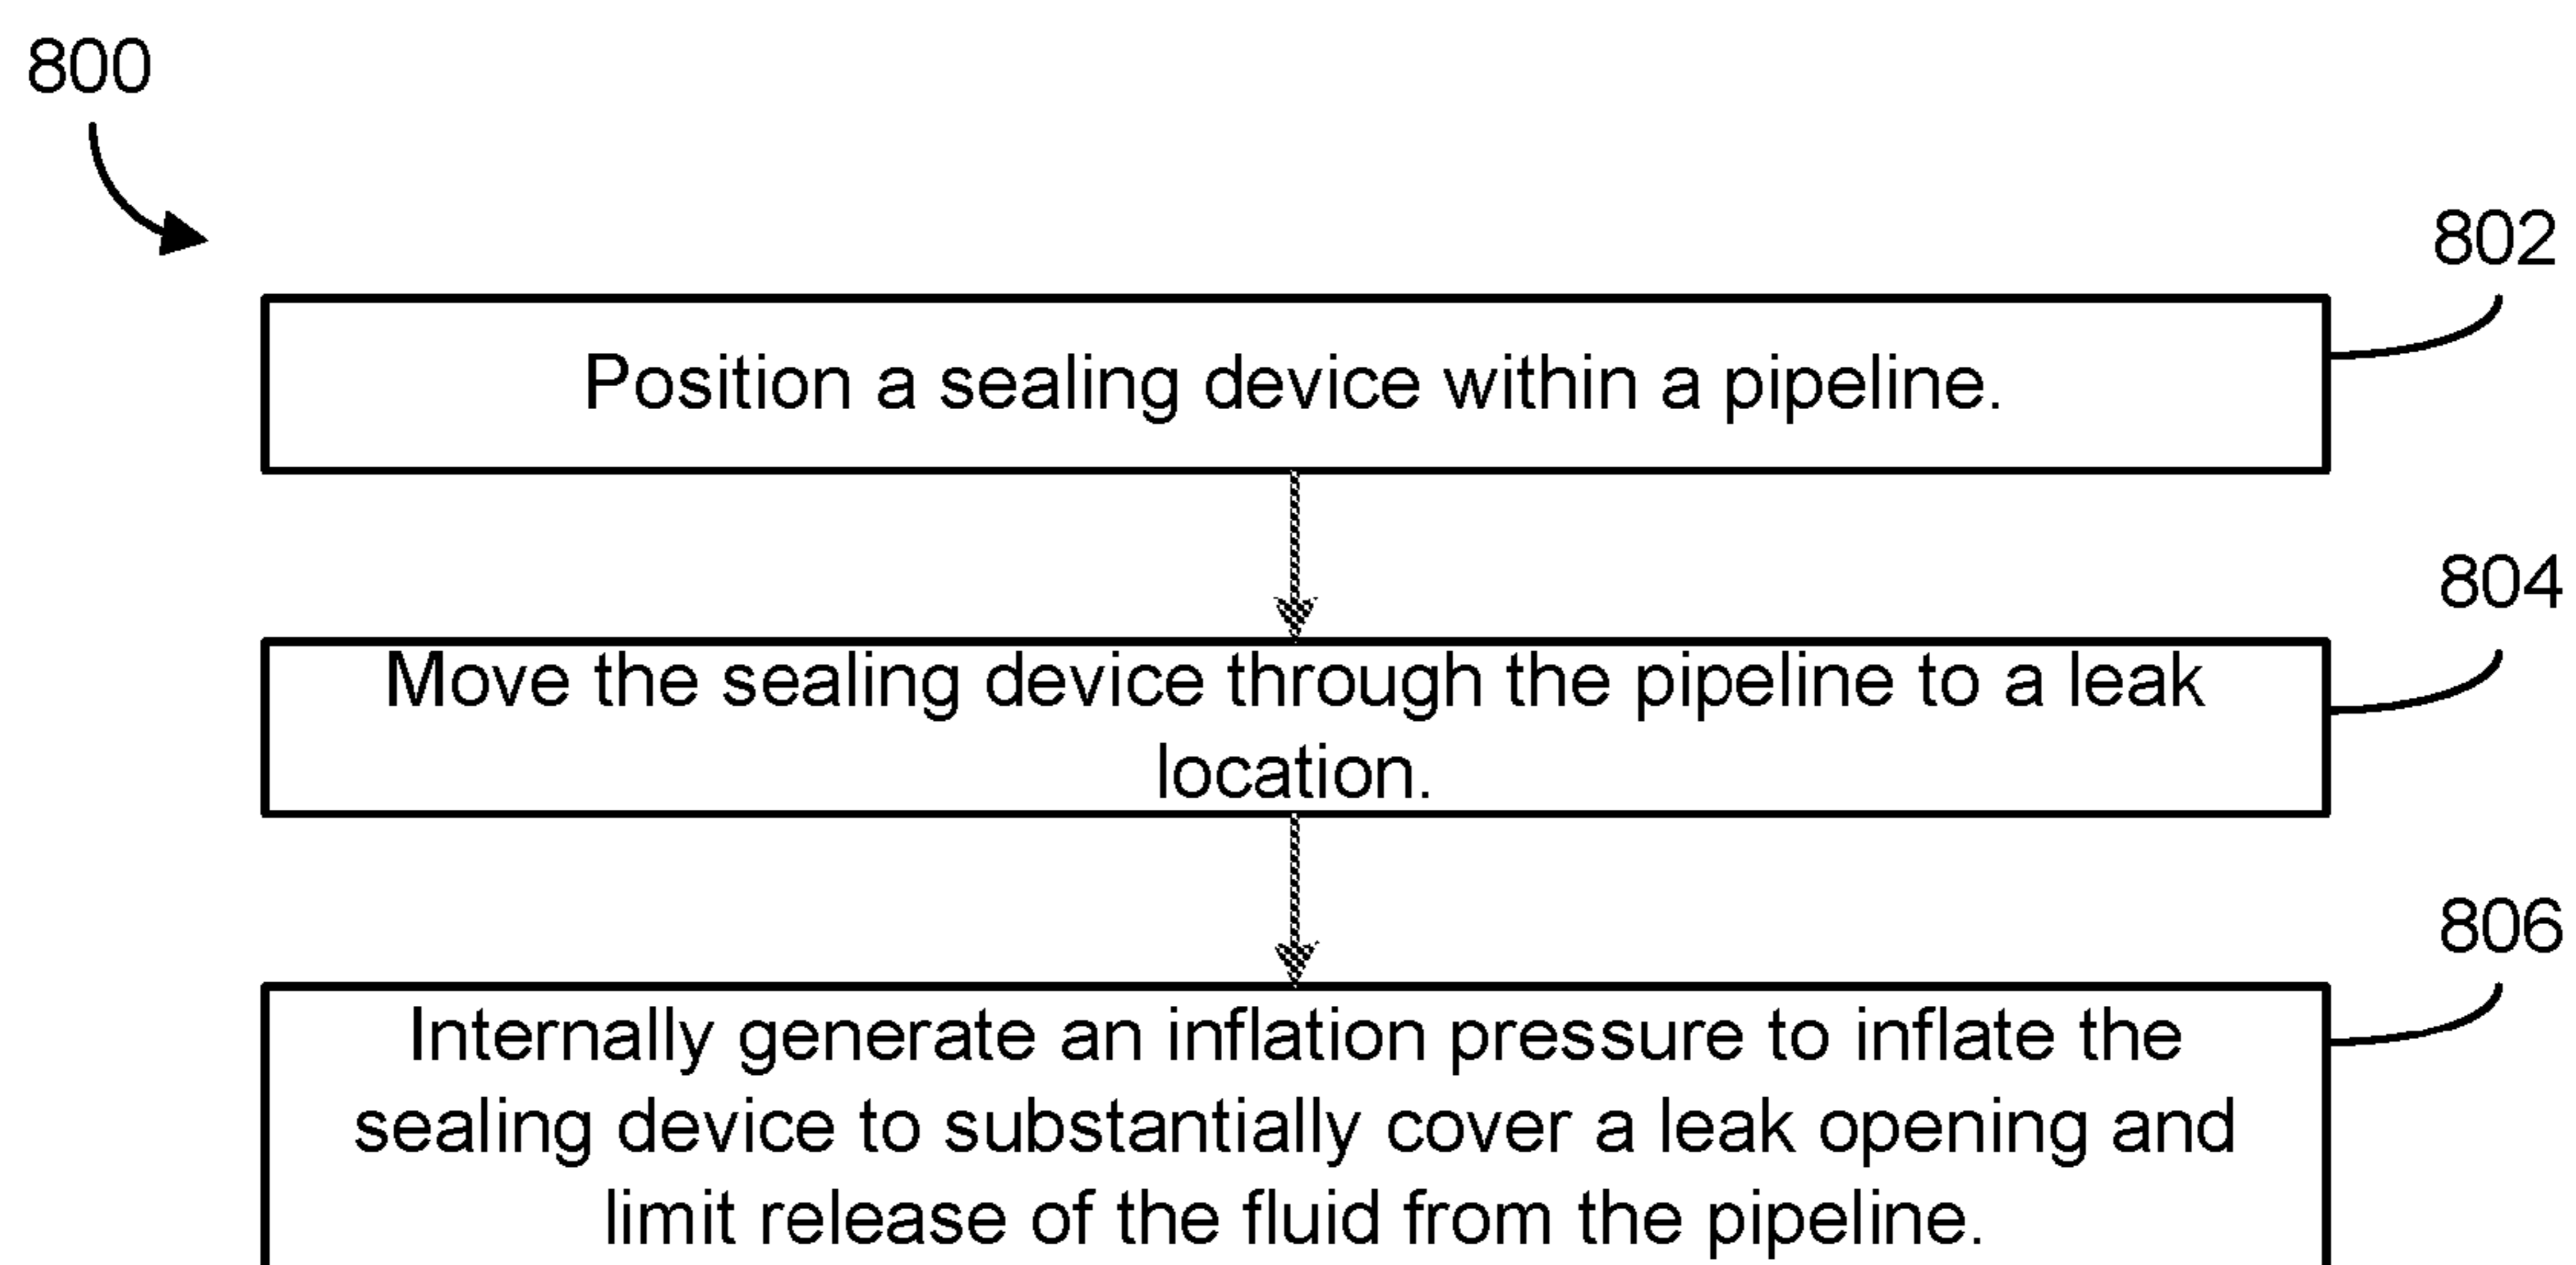 800
802
Position a sealing device within a pipeline.
804
Move the sealing device through the pipeline to a leak
location.
806
Internally generate an inflation pressure to inflate the
sealing device to substantially cover a leak opening and
limit release of the fluid from the pipeline.